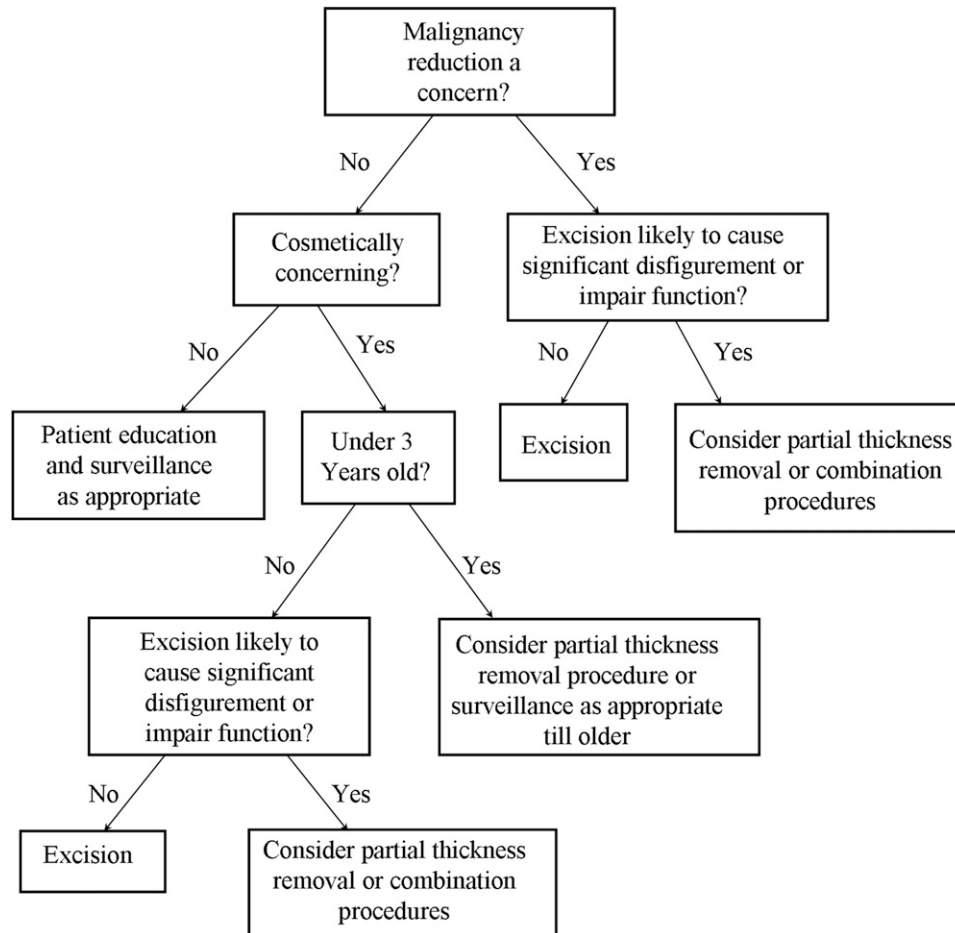 Malignancy
reduction a
concern?
No
Yes
Cosmetically
concerning?
Excision likely to cause
significant disfigurement or
impair function?
No
Yes
No
Yes
Patient education
and surveillance
as appropriate
Under 3
Years old?
Excision
Consider partial thickness
removal or combination
procedures
No
Yes
Excision likely to
cause significant
disfigurement or
impair function?
Consider partial thickness
removal procedure or
surveillance as appropriate
till older
No
Yes
Excision
Consider partial thickness
removal or combination
procedures